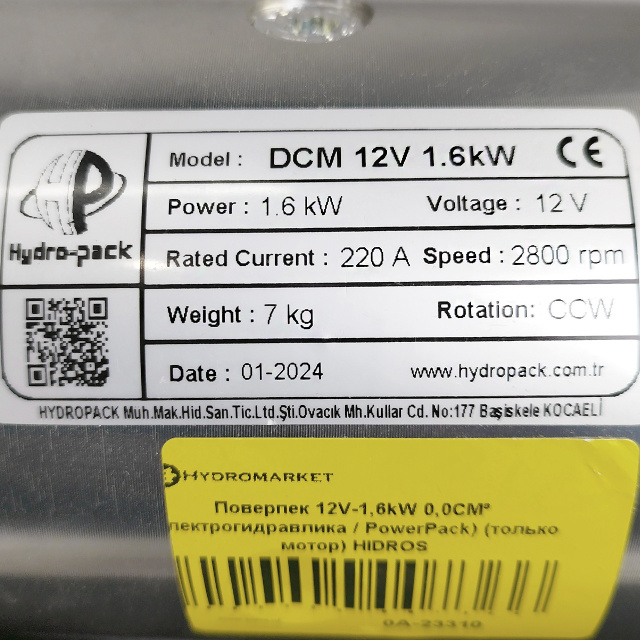 HP
Hydro-pack
Model : DCM 12V 1.6kW CE
Power : 1.6 kW Voltage : 12 V
Rated Current : 220 A Speed : 2800 rpm
Weight : 7 kg Rotation: CCW
Date : 01-2024 www.hydropack.com.tr
HYDROPACK Muh.Mak.Hid.San.Tic.Ltd.Şti.Ovacık Mh.Kullar Cd. No:177 Başiskele KOCAELİ
HYDROMARKET
Поверпек 12V-1,6kW 0,0CM³
лектрогидравлика / PowerPack) (только
мотор) HIDROS
0A-23310